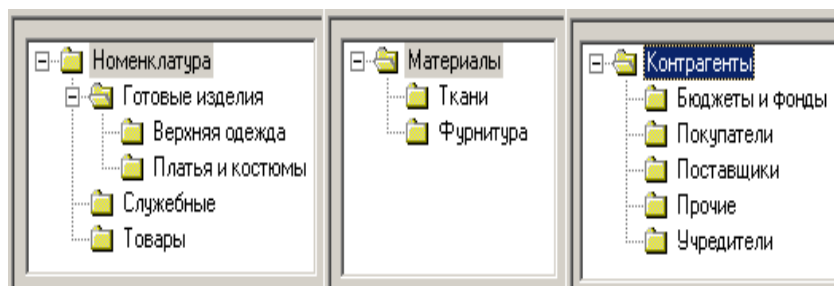 Номенклатура
Готовые изделия
Верхняя одежда
Платья и костюмы
Служебные
Товары
Материалы
Ткани
Фурнитура
Контрагенты
Бюджеты и фонды
Покупатели
Поставщики
Прочие
Учредители